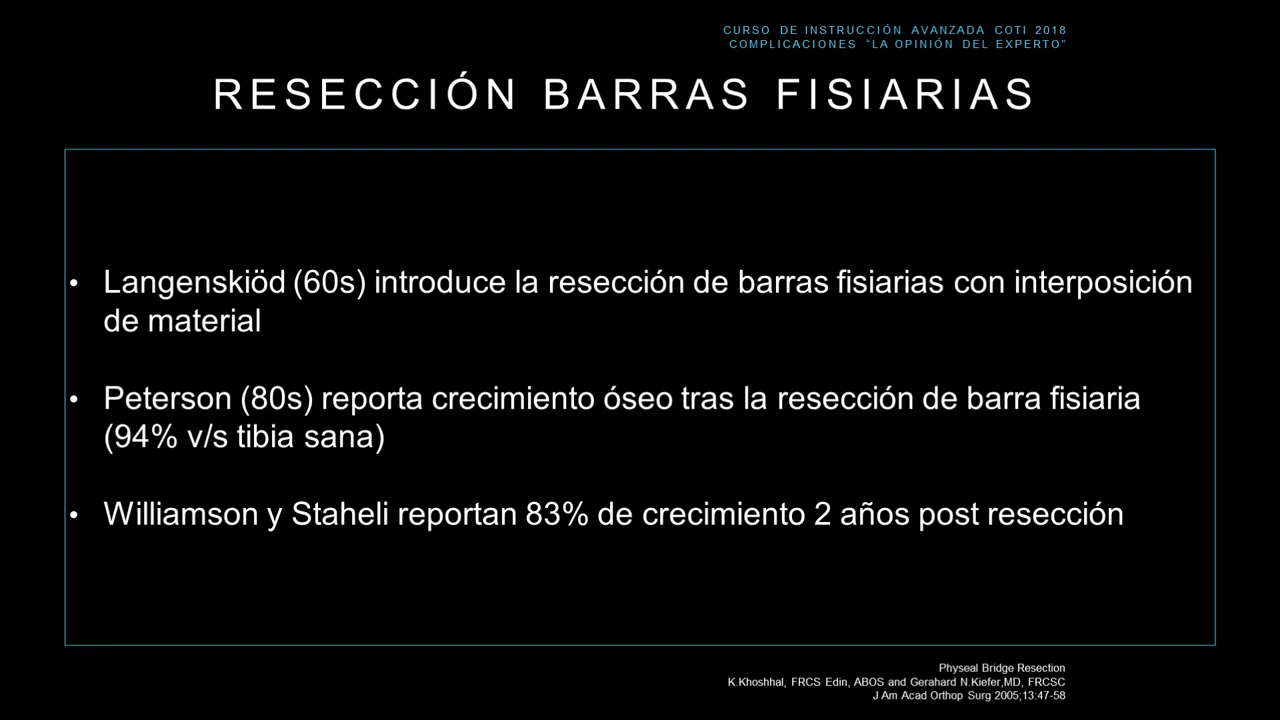 CURSO DE INSTRUCCIÓN AVANZADA COTI 2018
COMPLICACIONES “LA OPINIÓN DEL EXPERTO”
RESECCIÓN BARRAS FISIARIAS
• Langenskiöd (60s) introduce la resección de barras fisiarias con interposición
de material
• Peterson (80s) reporta crecimiento óseo tras la resección de barra fisiaria
(94% v/s tibia sana)
• Williamson y Staheli reportan 83% de crecimiento 2 años post resección
Physeal Bridge Resection
K.Khoshhal, FRCS Edin, ABOS and Gerahard N.Kiefer,MD, FRCSC
J Am Acad Orthop Surg 2005;13:47-58